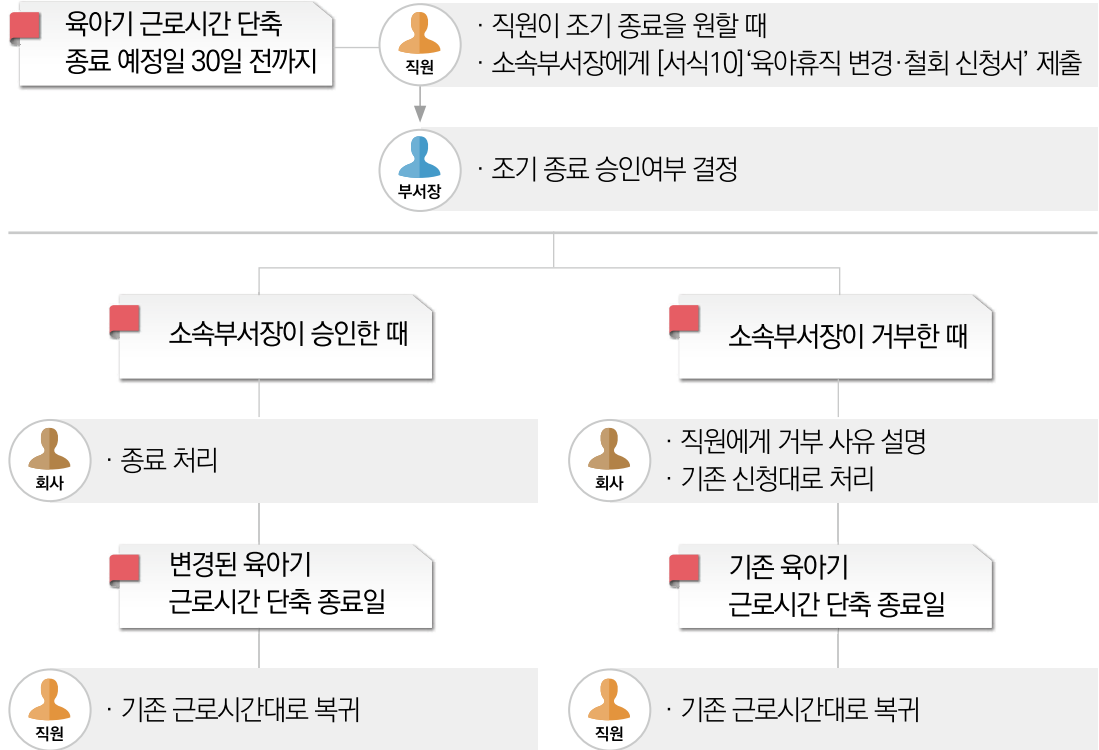 육아기 근로시간 단축
종료 예정일 30일 전까지
직원
· 직원이 조기 종료을 원할 때
· 소속부서장에게 [서식10] ‘육아휴직 변경·철회 신청서’ 제출
부서장
· 조기 종료 승인여부 결정
소속부서장이 승인한 때
회사
· 종료 처리
변경된 육아기
근로시간 단축 종료일
직원
· 기존 근로시간대로 복귀
소속부서장이 거부한 때
회사
· 직원에게 거부 사유 설명
· 기존 신청대로 처리
기존 육아기
근로시간 단축 종료일
직원
· 기존 근로시간대로 복귀